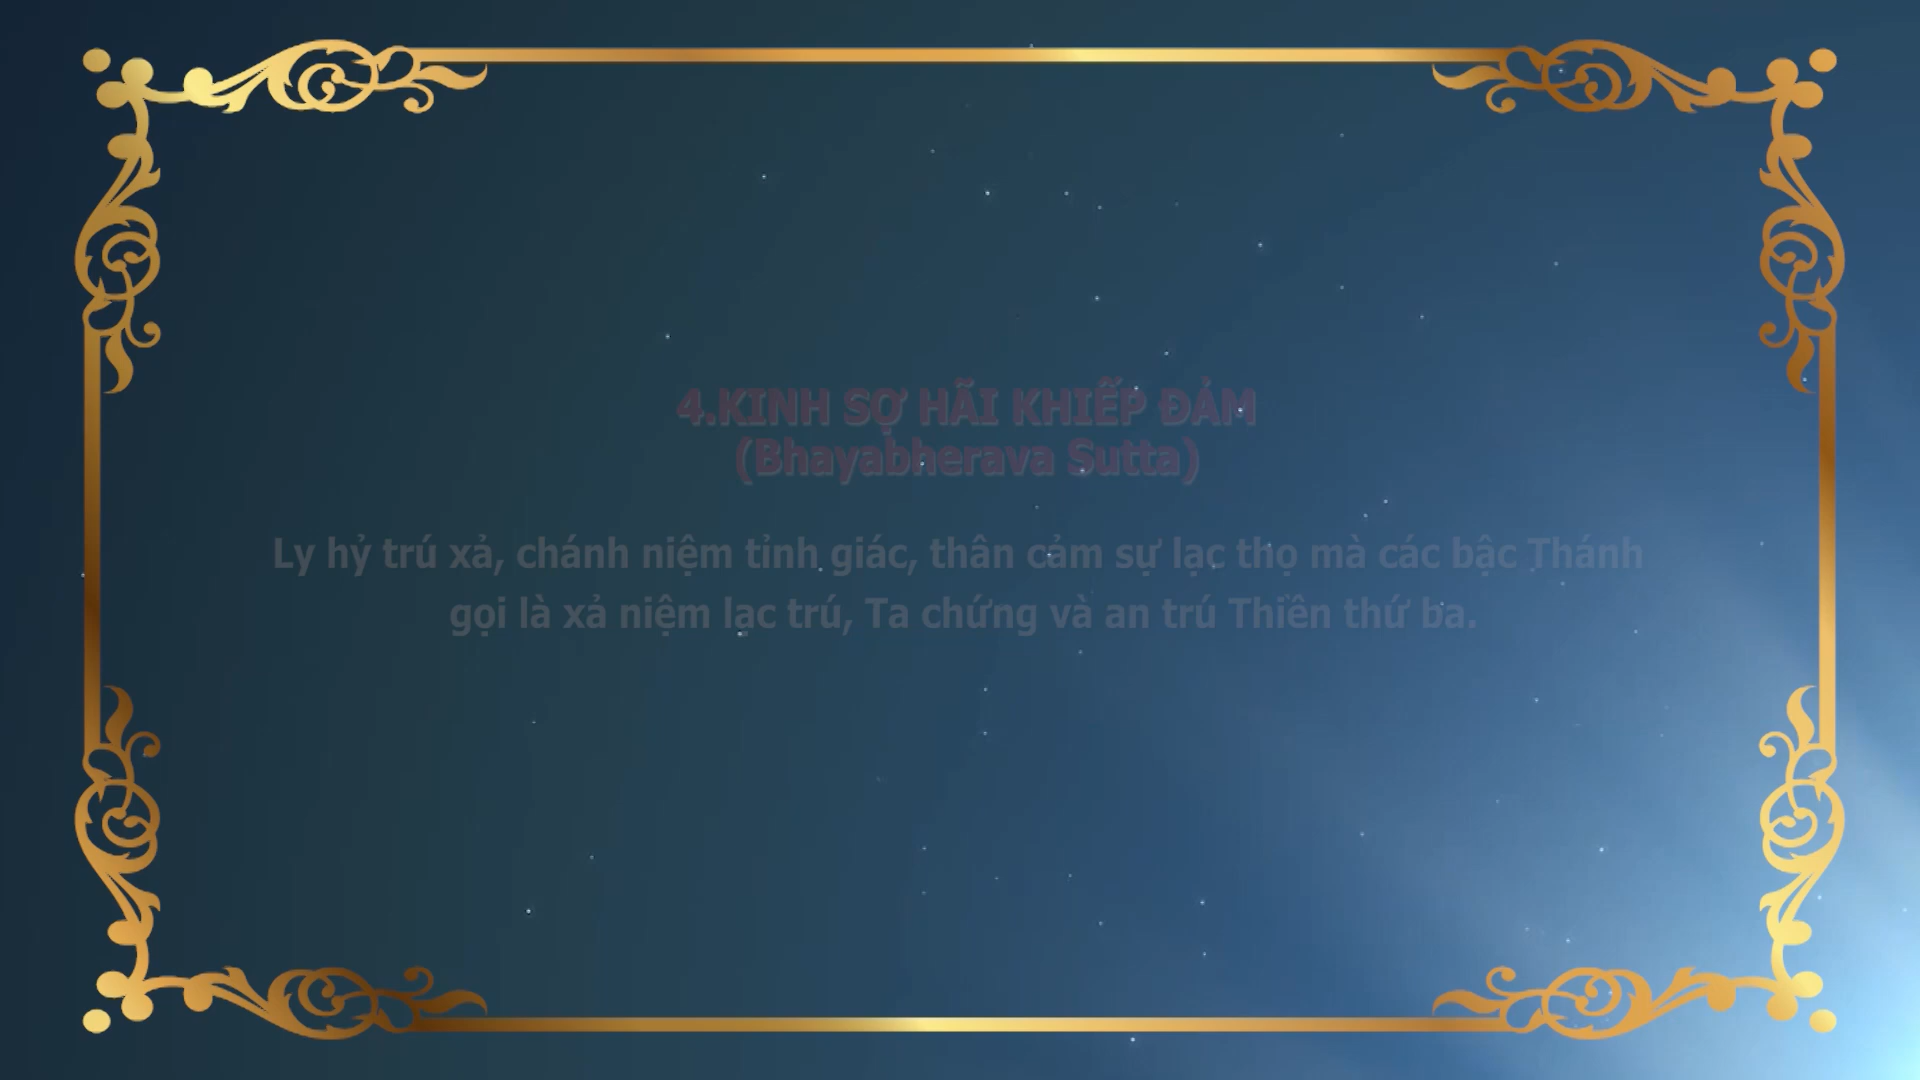 4.KINH SỢ HÃI KHIẾP ĐẢM
(Bhayabherava Sutta)
Ly hỷ trú xả, chánh niệm tỉnh giác, thân cảm sự lạc thọ mà các bậc Thánh
gọi là xả niệm lạc trú, Ta chứng và an trú Thiền thứ ba.